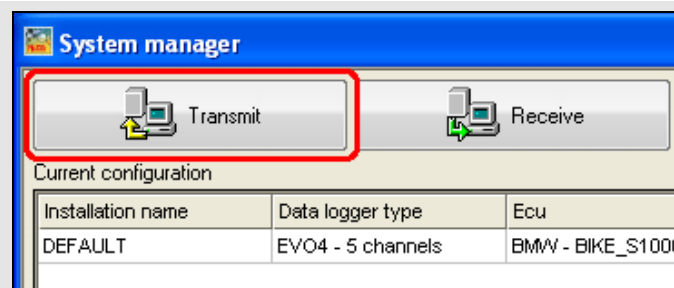 System manager
Transmit Receive
Current configuration
Installation name Data logger type Ecu
DEFAULT EVO4 - 5 channels BMW - BIKE_S100